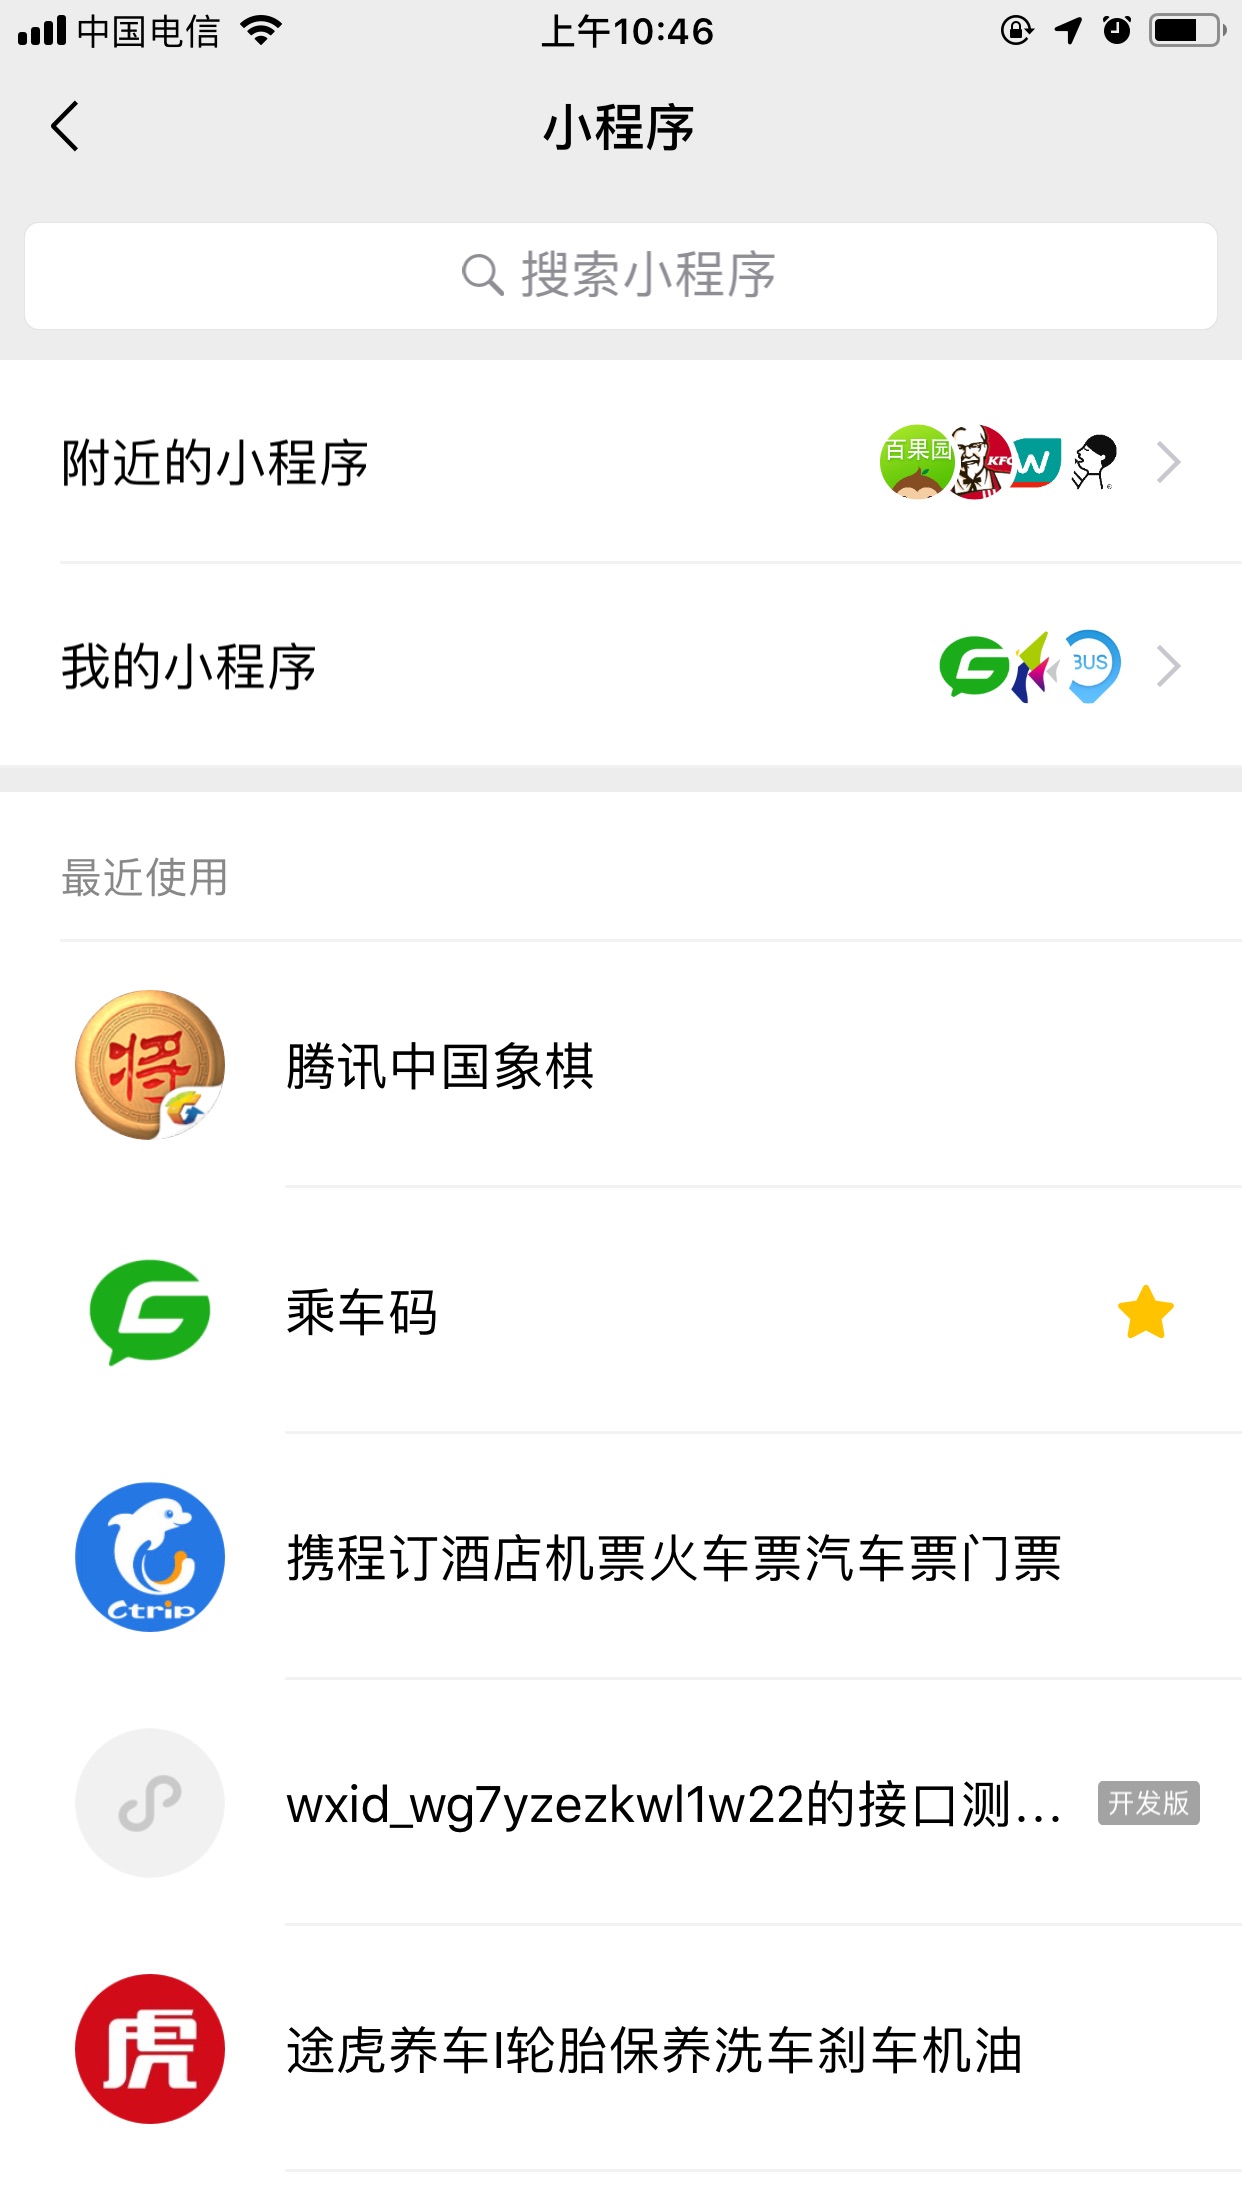 中国电信
上午10:46
小程序
搜索小程序
附近的小程序
百果园
KFC
W
我的小程序
BUS
最近使用
将
腾讯中国象棋
乘车码
Ctrip
携程订酒店机票火车票汽车票门票
wxid_wg7yzezkwl1w22的接口测...
开发版
虎
途虎养车I轮胎保养洗车刹车机油